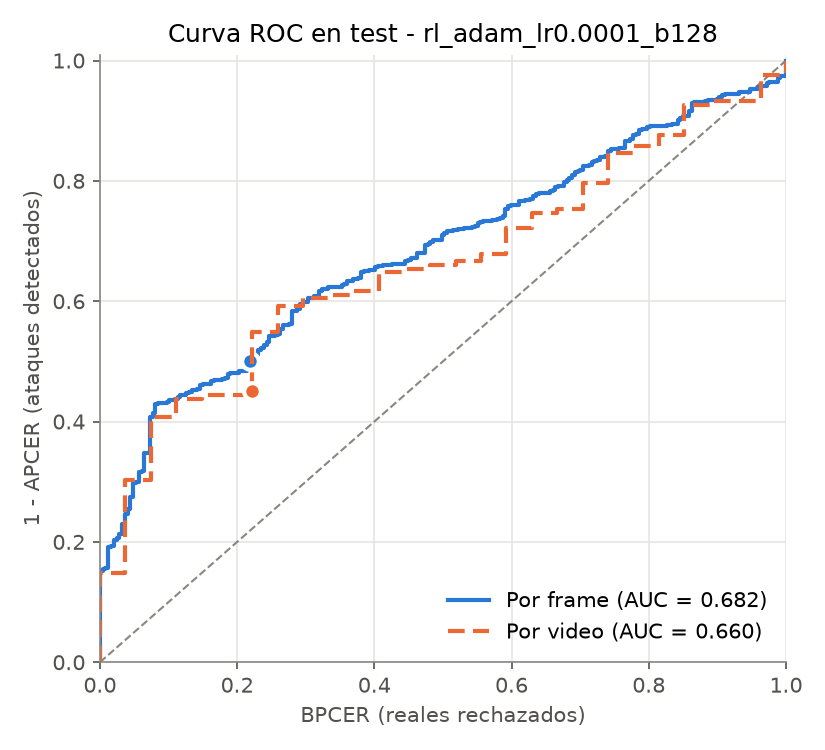 Curva ROC en test - rl_adam_lr0.0001_b128
1.0
0.8
0.6
0.4
0.2
0.0
1 - APCER (ataques detectados)
Por frame (AUC = 0.682)
Por video (AUC = 0.660)
0.0 0.2 0.4 0.6 0.8 1.0
BPCER (reales rechazados)